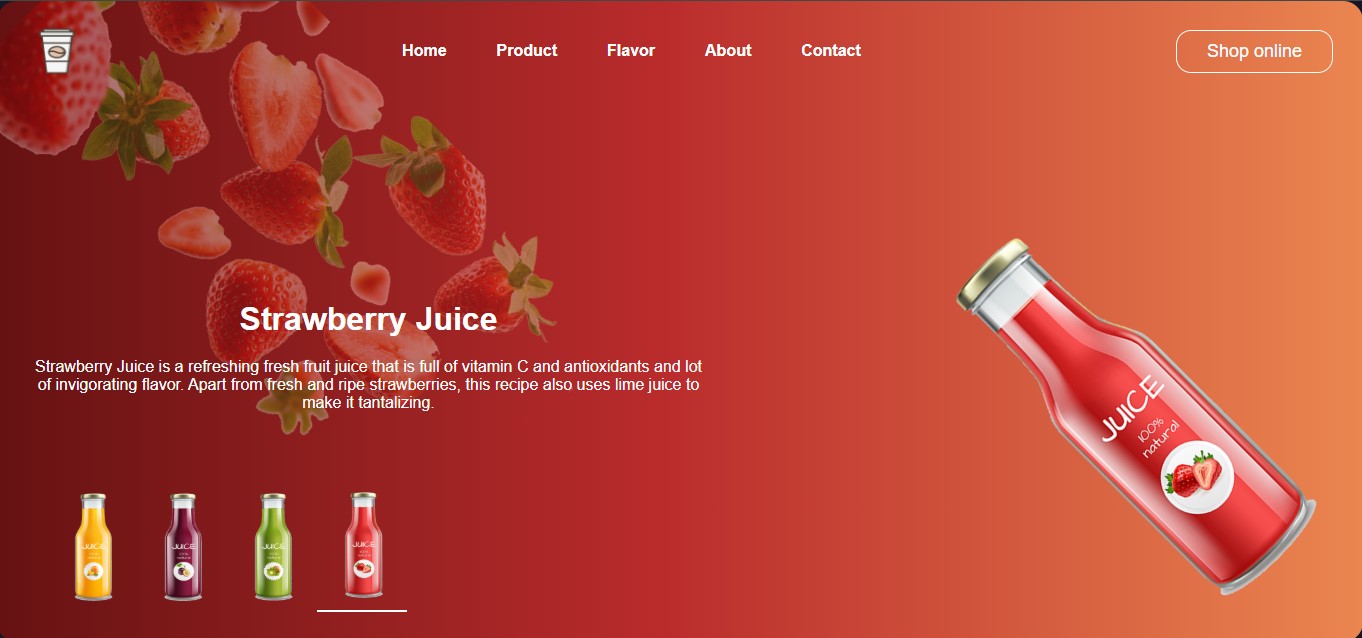 Home Product Flavor About Contact Shop online
Strawberry Juice
Strawberry Juice is a refreshing fresh fruit juice that is full of vitamin C and antioxidants and lot
of invigorating flavor. Apart from fresh and ripe strawberries, this recipe also uses lime juice to
make it tantalizing.
JUICE
100%
natural
JUICE
JUICE
JUICE
JUICE